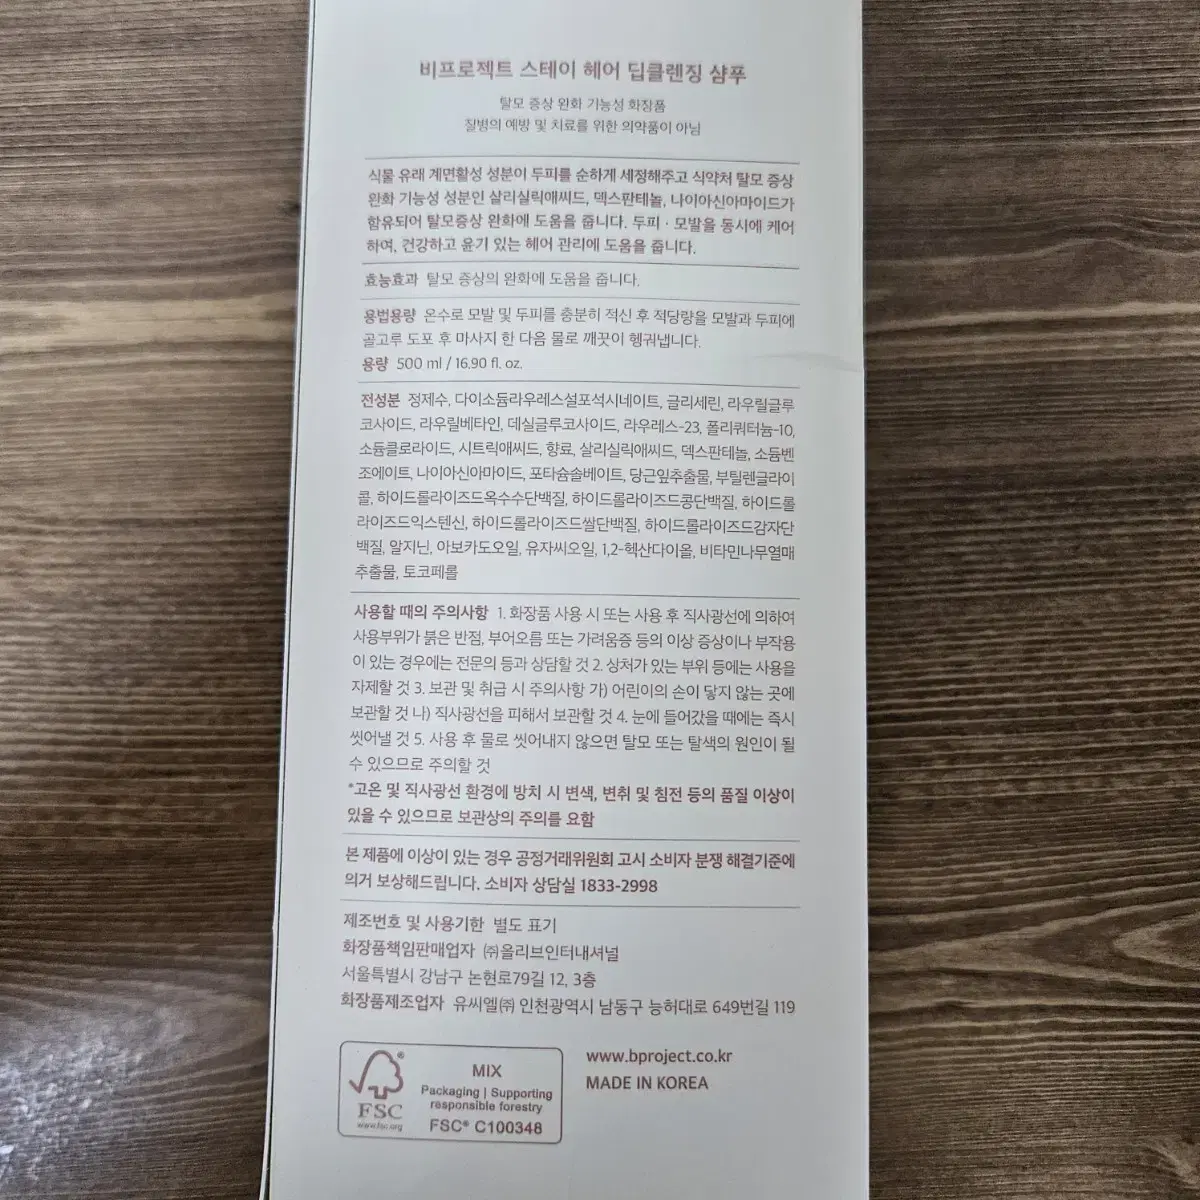 비프로젝트 스테이 헤어 딥클렌징 샴푸
탈모 증상 완화 기능성 화장품
질병의 예방 및 치료를 위한 의약품이 아님
식물 유래 계면활성 성분이 두피를 순하게 세정해주고 식약처 탈모 증상
완화 기능성 성분인 살리실릭애씨드, 덱스판테놀, 나이아신아마이드가
함유되어 탈모증상 완화에 도움을 줍니다. 두피 · 모발을 동시에 케어
하여, 건강하고 윤기 있는 헤어 관리에 도움을 줍니다.
효능효과 탈모 증상의 완화에 도움을 줍니다.
용법용량 온수로 모발 및 두피를 충분히 적신 후 적당량을 모발과 두피에
골고루 도포 후 마사지 한 다음 물로 깨끗이 헹궈냅니다.
용량 500 ml / 16.90 fl. oz.
전성분 정제수, 다이소듐라우레스설포석시네이트, 글리세린, 라우릴글루
코사이드, 라우릴베타인, 데실글루코사이드, 라우레스-23, 폴리쿼터늄-10,
소듐클로라이드, 시트릭애씨드, 향료, 살리실릭애씨드, 덱스판테놀, 소듐벤
조에이트, 나이아신아마이드, 포타슘솔베이트, 당근잎추출물, 부틸렌글라이
콜, 하이드롤라이즈드옥수수단백질, 하이드롤라이즈드콩단백질, 하이드롤
라이즈드익스텐신, 하이드롤라이즈드쌀단백질, 하이드롤라이즈드감자단
백질, 알지닌, 아보카도오일, 유자씨오일, 1,2-헥산다이올, 비타민나무열매
추출물, 토코페롤
사용할 때의 주의사항 1. 화장품 사용 시 또는 사용 후 직사광선에 의하여
사용부위가 붉은 반점, 부어오름 또는 가려움증 등의 이상 증상이나 부작용
이 있는 경우에는 전문의 등과 상담할 것 2. 상처가 있는 부위 등에는 사용을
자제할 것 3. 보관 및 취급 시 주의사항 가) 어린이의 손이 닿지 않는 곳에
보관할 것 나) 직사광선을 피해서 보관할 것 4. 눈에 들어갔을 때에는 즉시
씻어낼 것 5. 사용 후 물로 씻어내지 않으면 탈모 또는 탈색의 원인이 될
수 있으므로 주의할 것
*고온 및 직사광선 환경에 방치 시 변색, 변취 및 침전 등의 품질 이상이
있을 수 있으므로 보관상의 주의를 요함
본 제품에 이상이 있는 경우 공정거래위원회 고시 소비자 분쟁 해결기준에
의거 보상해드립니다. 소비자 상담실 1833-2998
제조번호 및 사용기한 별도 표기
화장품책임판매업자 ㈜올리브인터내셔널
서울특별시 강남구 논현로79길 12, 3층
화장품제조업자 유씨엘㈜ 인천광역시 남동구 능허대로 649번길 119
FSC
www.fsc.org
MIX
Packaging | Supporting
responsible forestry
FSC® C100348
www.bproject.co.kr
MADE IN KOREA